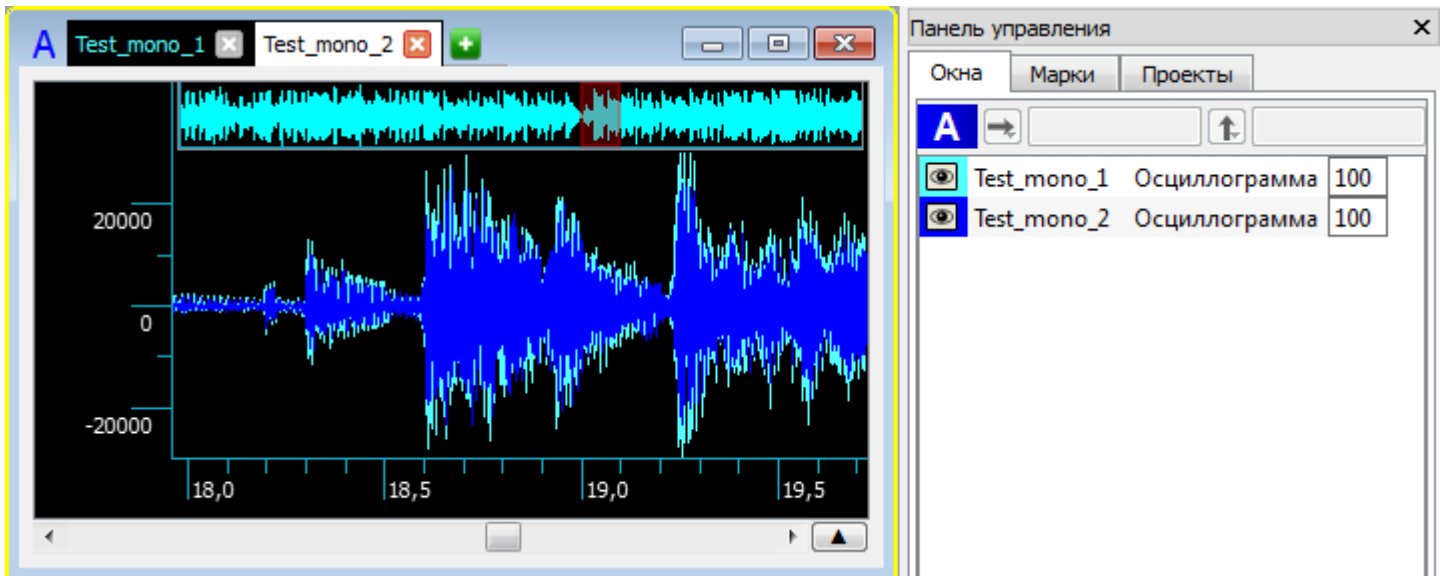 A Test_mono_1 Test_mono_2
20000
0
-20000
18,0 18,5 19,0 19,5
Панель управления
Окна Марки Проекты
A
Test_mono_1 Осциллограмма 100
Test_mono_2 Осциллограмма 100